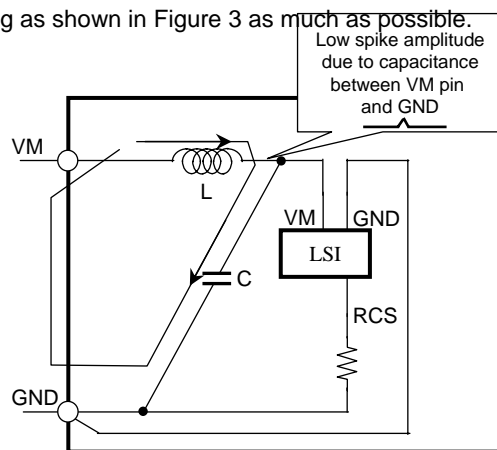 g as shown in Figure 3 as much as possible.
Low spike amplitude
due to capacitance
between VM pin
and GND
VM
L
VM
GND
LSI
C
RCS
GND